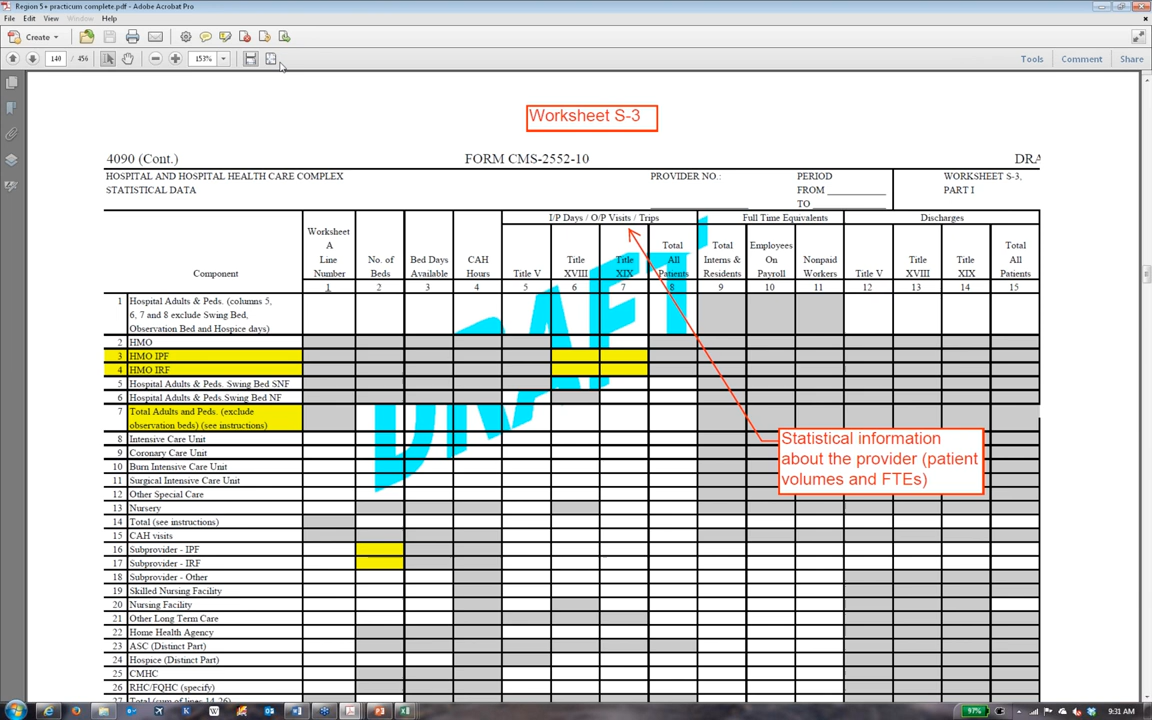 Region 5+ practicum complete.pdf - Adobe Acrobat Pro
File Edit View Window Help
Create
140 / 456 153% Tools Comment Share
Worksheet S-3
4090 (Cont.) FORM CMS-2552-10 DRA
HOSPITAL AND HOSPITAL HEALTH CARE COMPLEX PROVIDER NO.: PERIOD WORKSHEET S-3,
STATISTICAL DATA FROM PART I
TO
I/P Days / O/P Visits / Trips Full Time Equivalents Discharges
Worksheet
A Total Total Employees Total
Line No. of Bed Days CAH Title Title All Interns & On Nonpaid Title Title All
Component Number Beds Available Hours Title V XVIII XIX Patients Residents Payroll Workers Title V XVIII XIX Patients
1 2 3 4 5 6 7 8 9 10 11 12 13 14 15
1 Hospital Adults & Peds. (columns 5,
6, 7 and 8 exclude Swing Bed,
Observation Bed and Hospice days)
2 HMO
3 HMO IPF
4 HMO IRF
5 Hospital Adults & Peds. Swing Bed SNF
6 Hospital Adults & Peds.Swing Bed NF
7 Total Adults and Peds. (exclude
observation beds) (see instructions)
8 Intensive Care Unit
9 Coronary Care Unit
10 Burn Intensive Care Unit
11 Surgical Intensive Care Unit
12 Other Special Care
13 Nursery
14 Total (see instructions)
15 CAH visits
16 Subprovider - IPF
17 Subprovider - IRF
18 Subprovider - Other
19 Skilled Nursing Facility
20 Nursing Facility
21 Other Long Term Care
22 Home Health Agency
23 ASC (Distinct Part)
24 Hospice (Distinct Part)
25 CMHC
26 RHC/FQHC (specify)
27 Total (sum of lines 14-26)
DRAFT
Statistical information
about the provider (patient
volumes and FTEs)
97% 9:31 AM